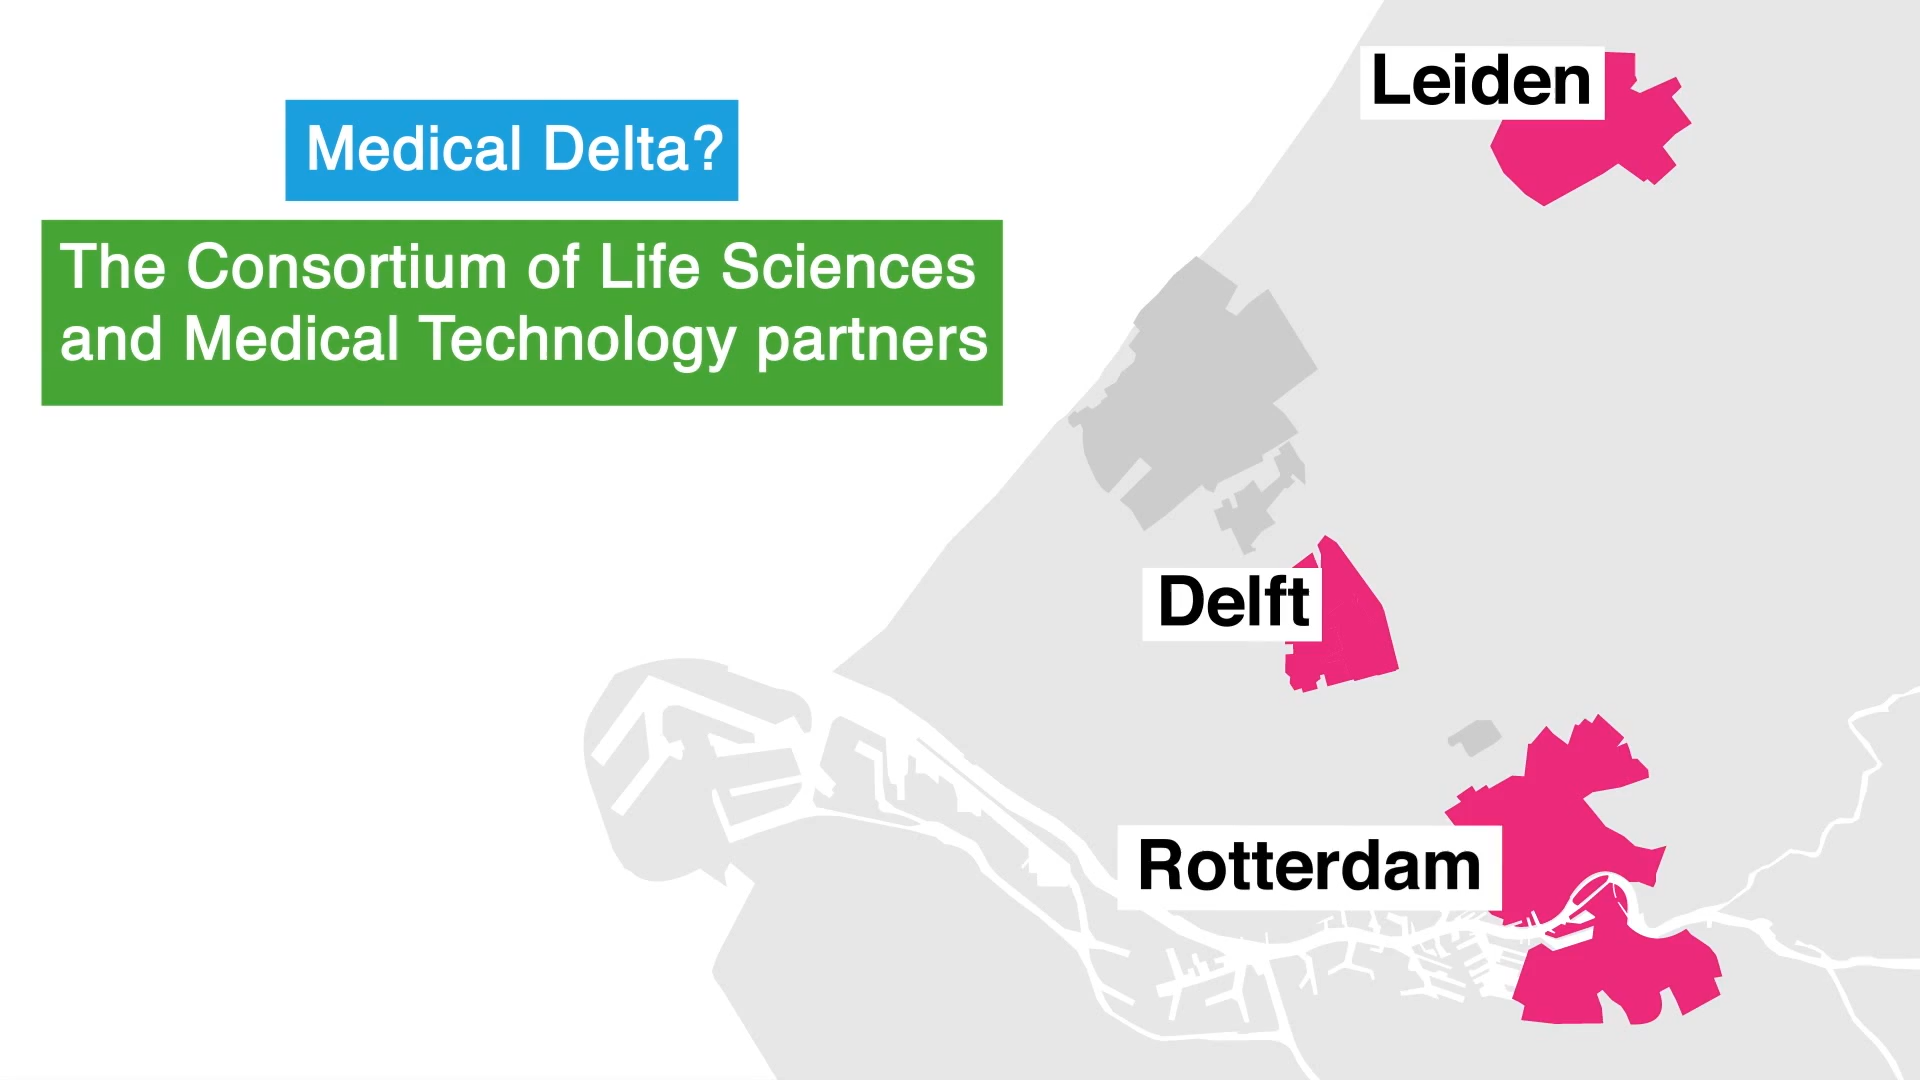 Medical Delta?
The Consortium of Life Sciences
and Medical Technology partners
Leiden
Delft
Rotterdam